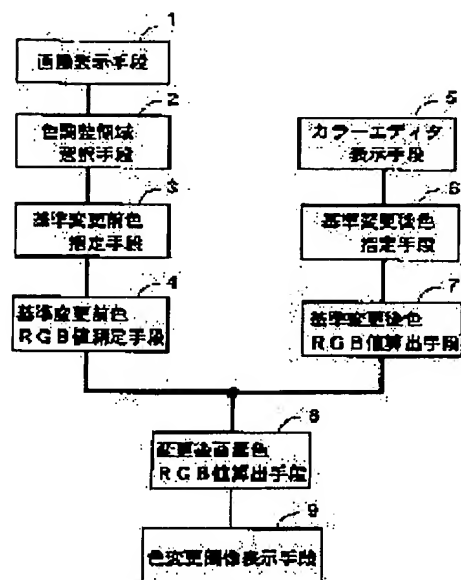 1
画像表示手段
2
色調整領域
選択手段
3
基準変更前色
指定手段
4
基準変更前色
RGB値測定手段
5
カラーエディタ
表示手段
6
基準変更後色
指定手段
7
基準変更後色
RGB値算出手段
8
変更後画素色
RGB値算出手段
9
色変更画像表示手段